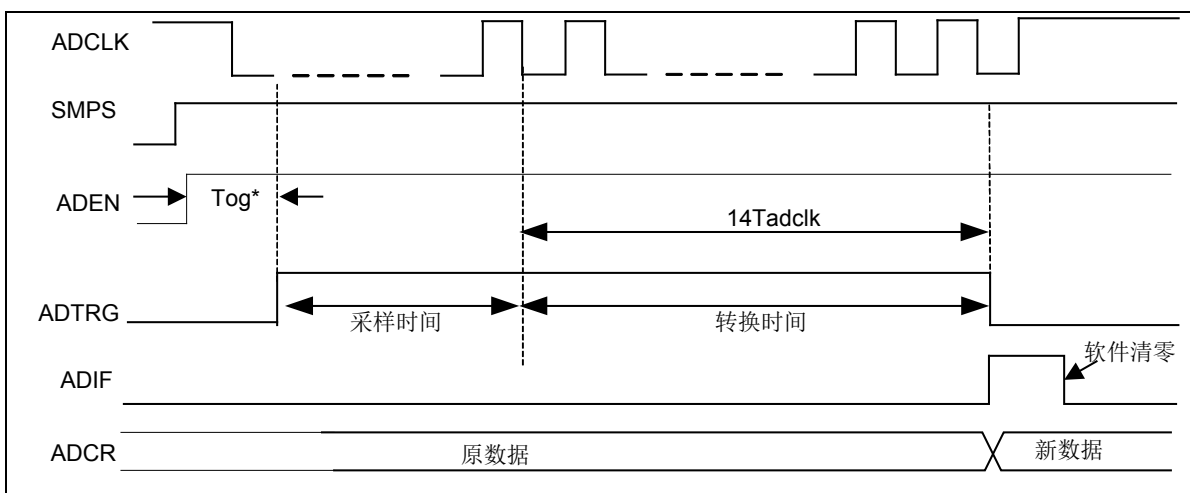 ADCLK
SMPS
ADEN
Tog*
14Tadclk
ADTRG
采样时间
转换时间
ADIF
软件清零
ADCR
原数据
新数据